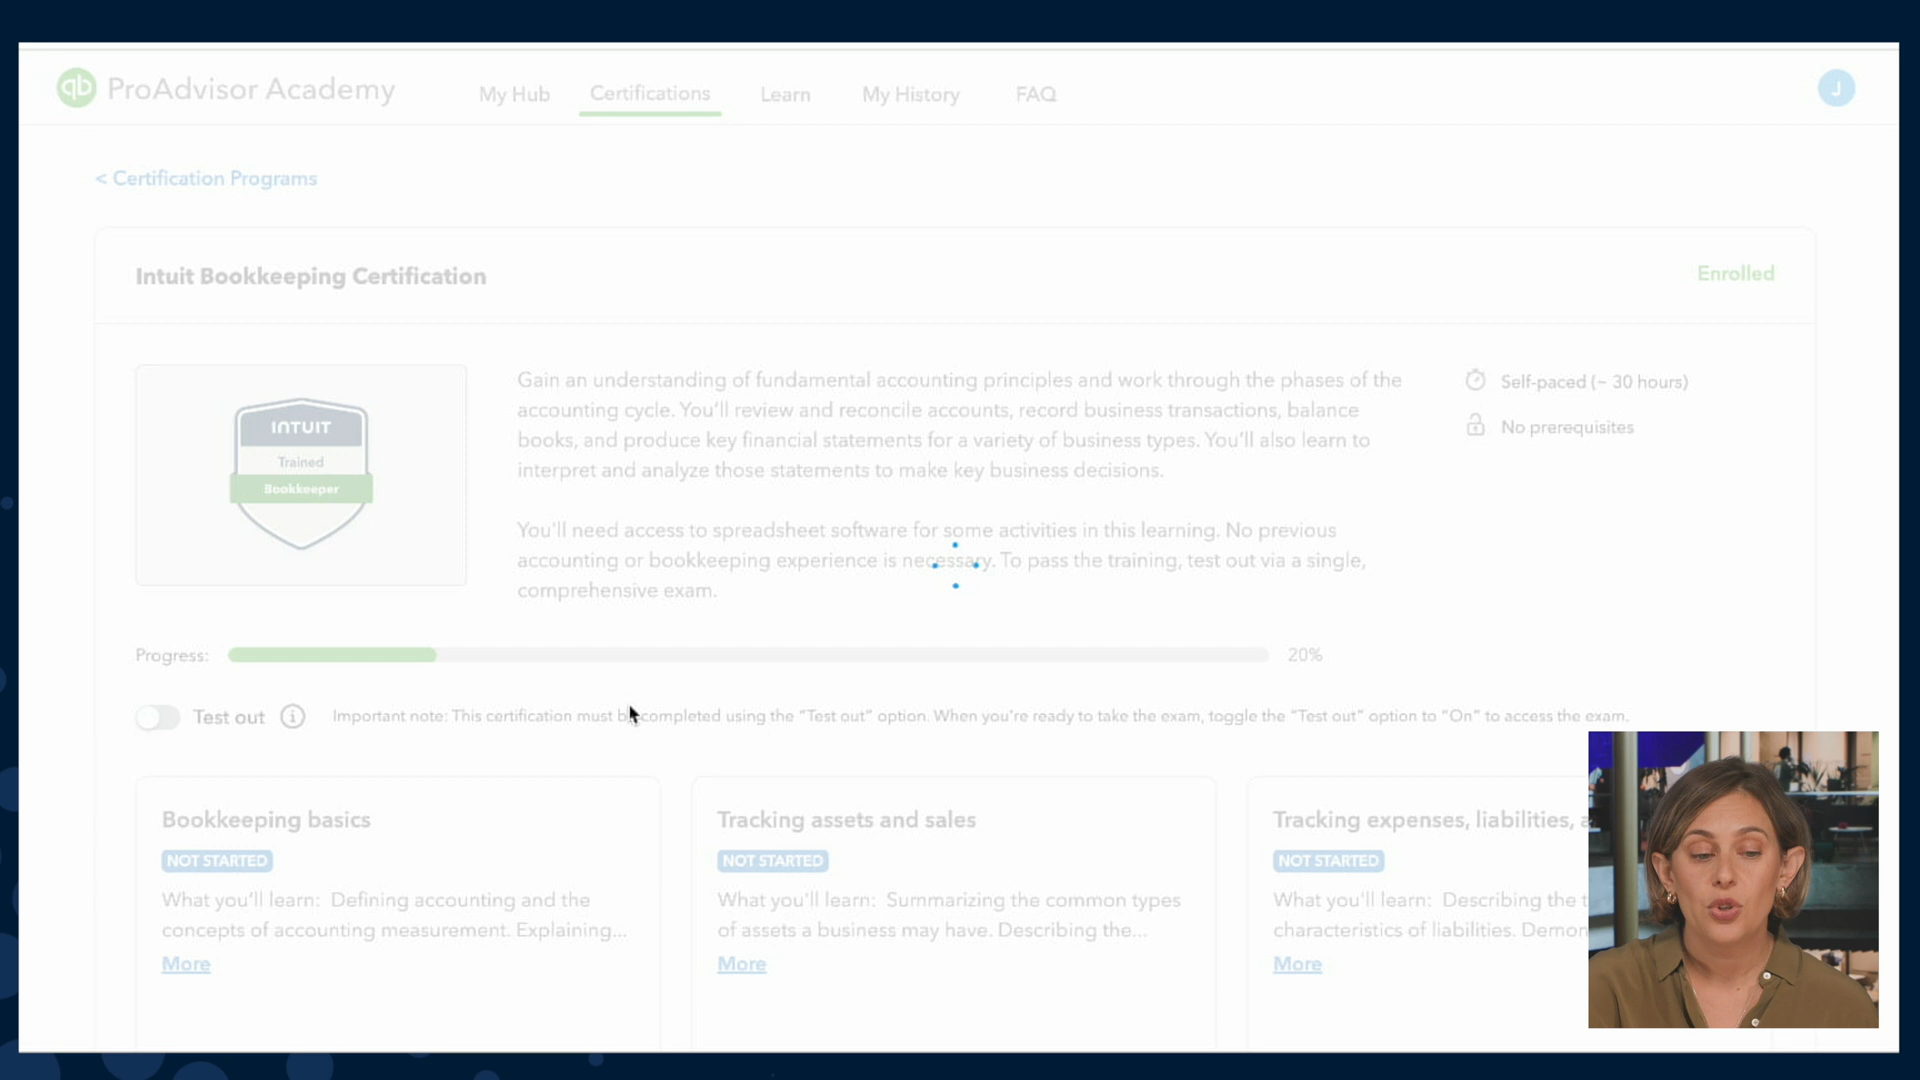 qb ProAdvisor Academy
My Hub
Certifications
Learn
My History
FAQ
J
< Certification Programs
Intuit Bookkeeping Certification
Enrolled
INTUIT
Trained
Bookkeeper
Gain an understanding of fundamental accounting principles and work through the phases of the
accounting cycle. You'll review and reconcile accounts, record business transactions, balance
books, and produce key financial statements for a variety of business types. You'll also learn to
interpret and analyze those statements to make key business decisions.
You'll need access to spreadsheet software for some activities in this learning. No previous
accounting or bookkeeping experience is necessary. To pass the training, test out via a single,
comprehensive exam.
Self-paced (~ 30 hours)
No prerequisites
Progress:
20%
Test out
Important note: This certification must be completed using the “Test out” option. When you're ready to take the exam, toggle the “Test out” option to “On” to access the exam.
Bookkeeping basics
NOT STARTED
What you'll learn: Defining accounting and the
concepts of accounting measurement. Explaining...
More
Tracking assets and sales
NOT STARTED
What you'll learn: Summarizing the common types
of assets a business may have. Describing the...
More
Tracking expenses, liabilities,
NOT STARTED
What you'll learn: Describing the
characteristics of liabilities.
More